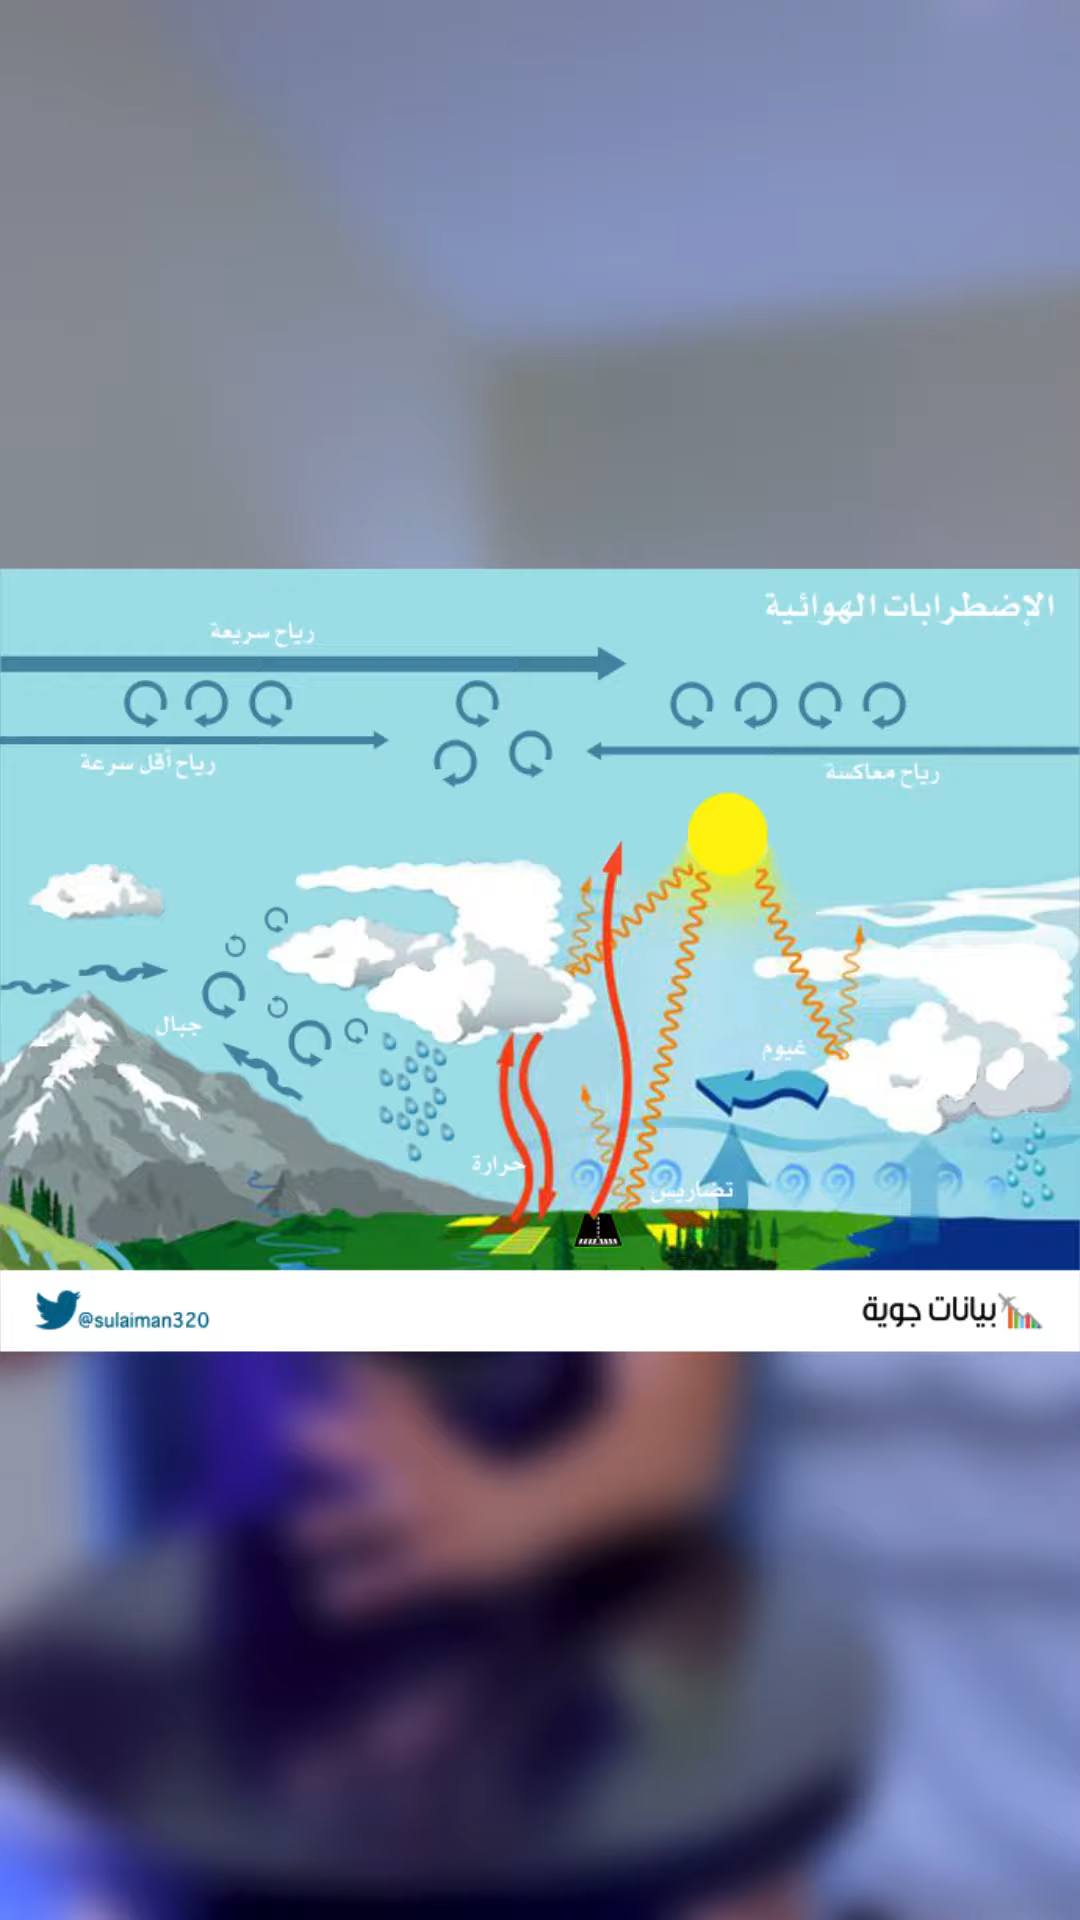 الإضطرابات الهوائية
رياح سريعة
رياح أقل سرعة
رياح معاكسة
جبال
غيوم
حرارة
تضاريس
@sulaiman320
بيانات جوية